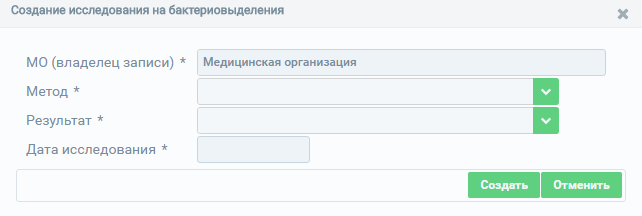 Создание исследования на бактериовыделения
МО (владелец записи) * Медицинская организация
Метод *
Результат *
Дата исследования *
Создать Отменить